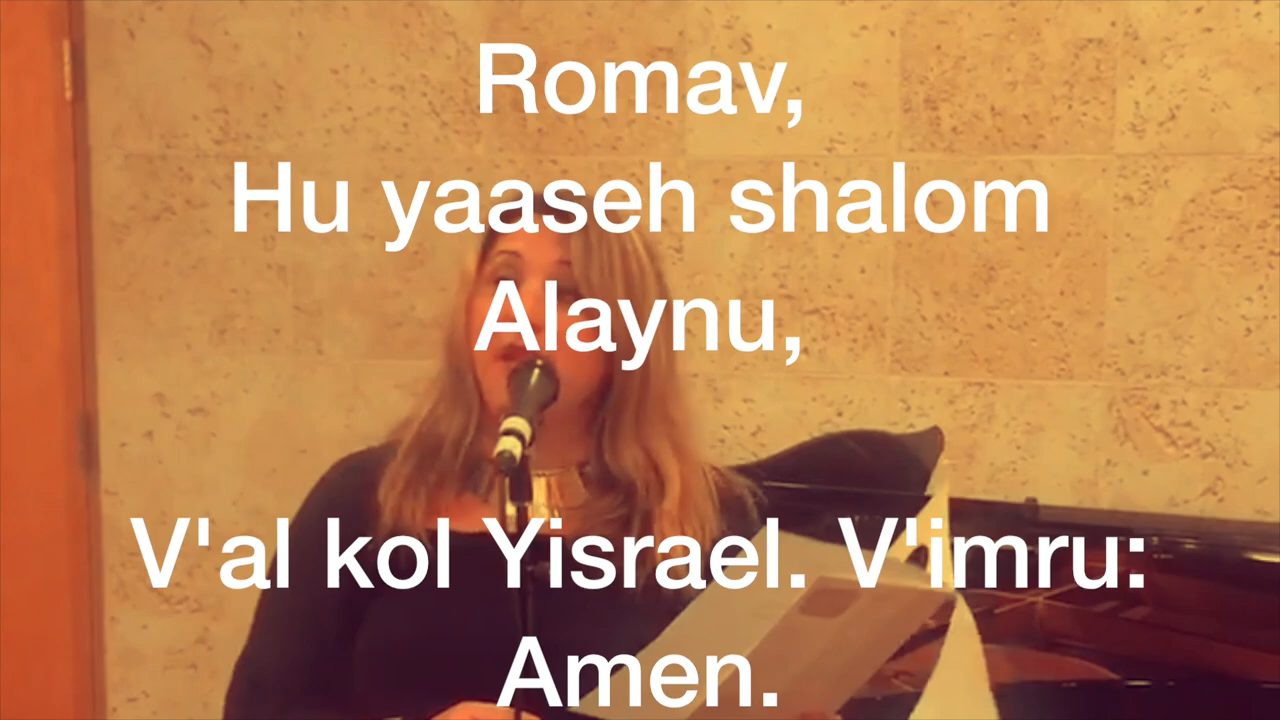 Romav,
Hu yaaseh shalom
Alaynu,
V'al kol Yisrael. V'imru:
Amen.